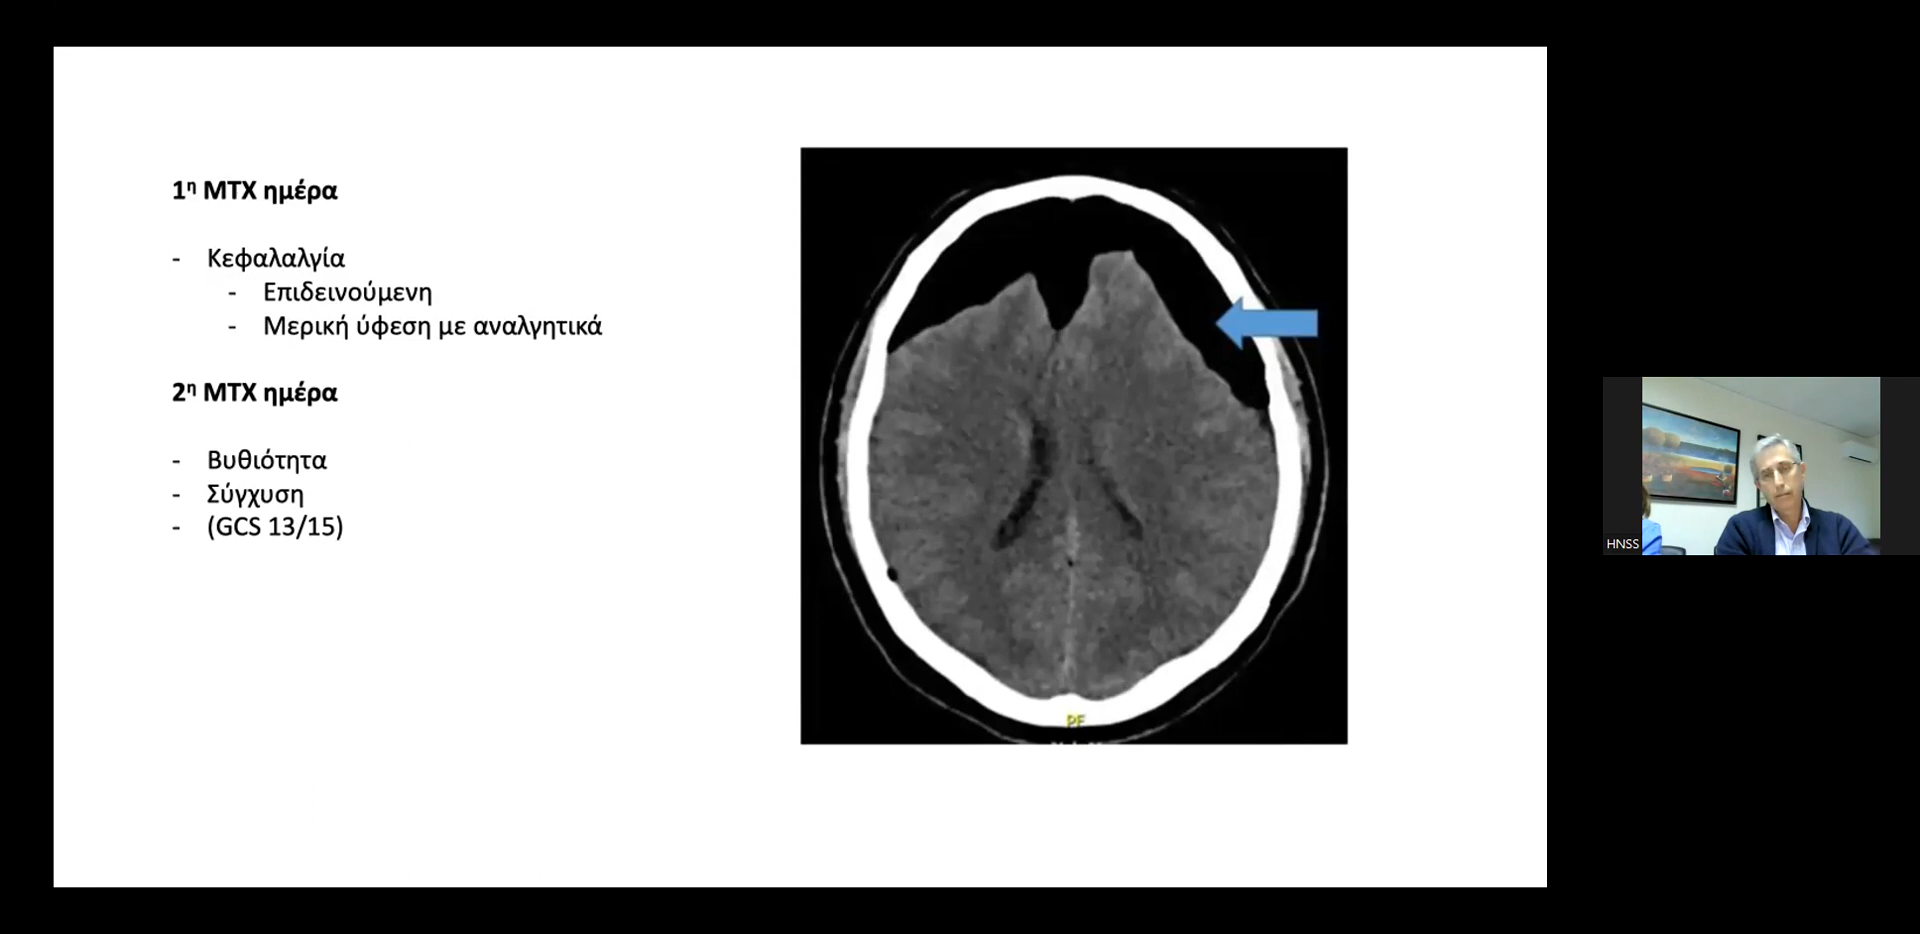 1η ΜΤΧ ημέρα
- Κεφαλαλγία
- Επιδεινούμενη
- Μερική ύφεση με αναλγητικά
2η ΜΤΧ ημέρα
- Βυθιότητα
- Σύγχυση
- (GCS 13/15)
PF
HNSS